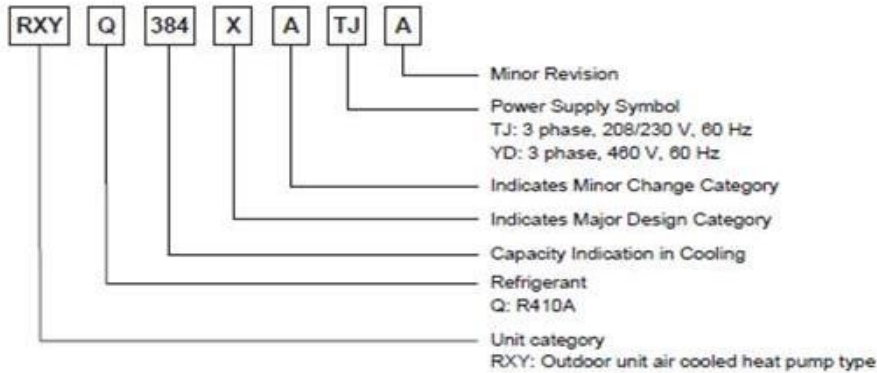 RXY Q 384 X A TJ A
Minor Revision
Power Supply Symbol
TJ: 3 phase, 208/230 V, 60 Hz
YD: 3 phase, 460 V, 60 Hz
Indicates Minor Change Category
Indicates Major Design Category
Capacity Indication in Cooling
Refrigerant
Q: R410A
Unit category
RXY: Outdoor unit air cooled heat pump type